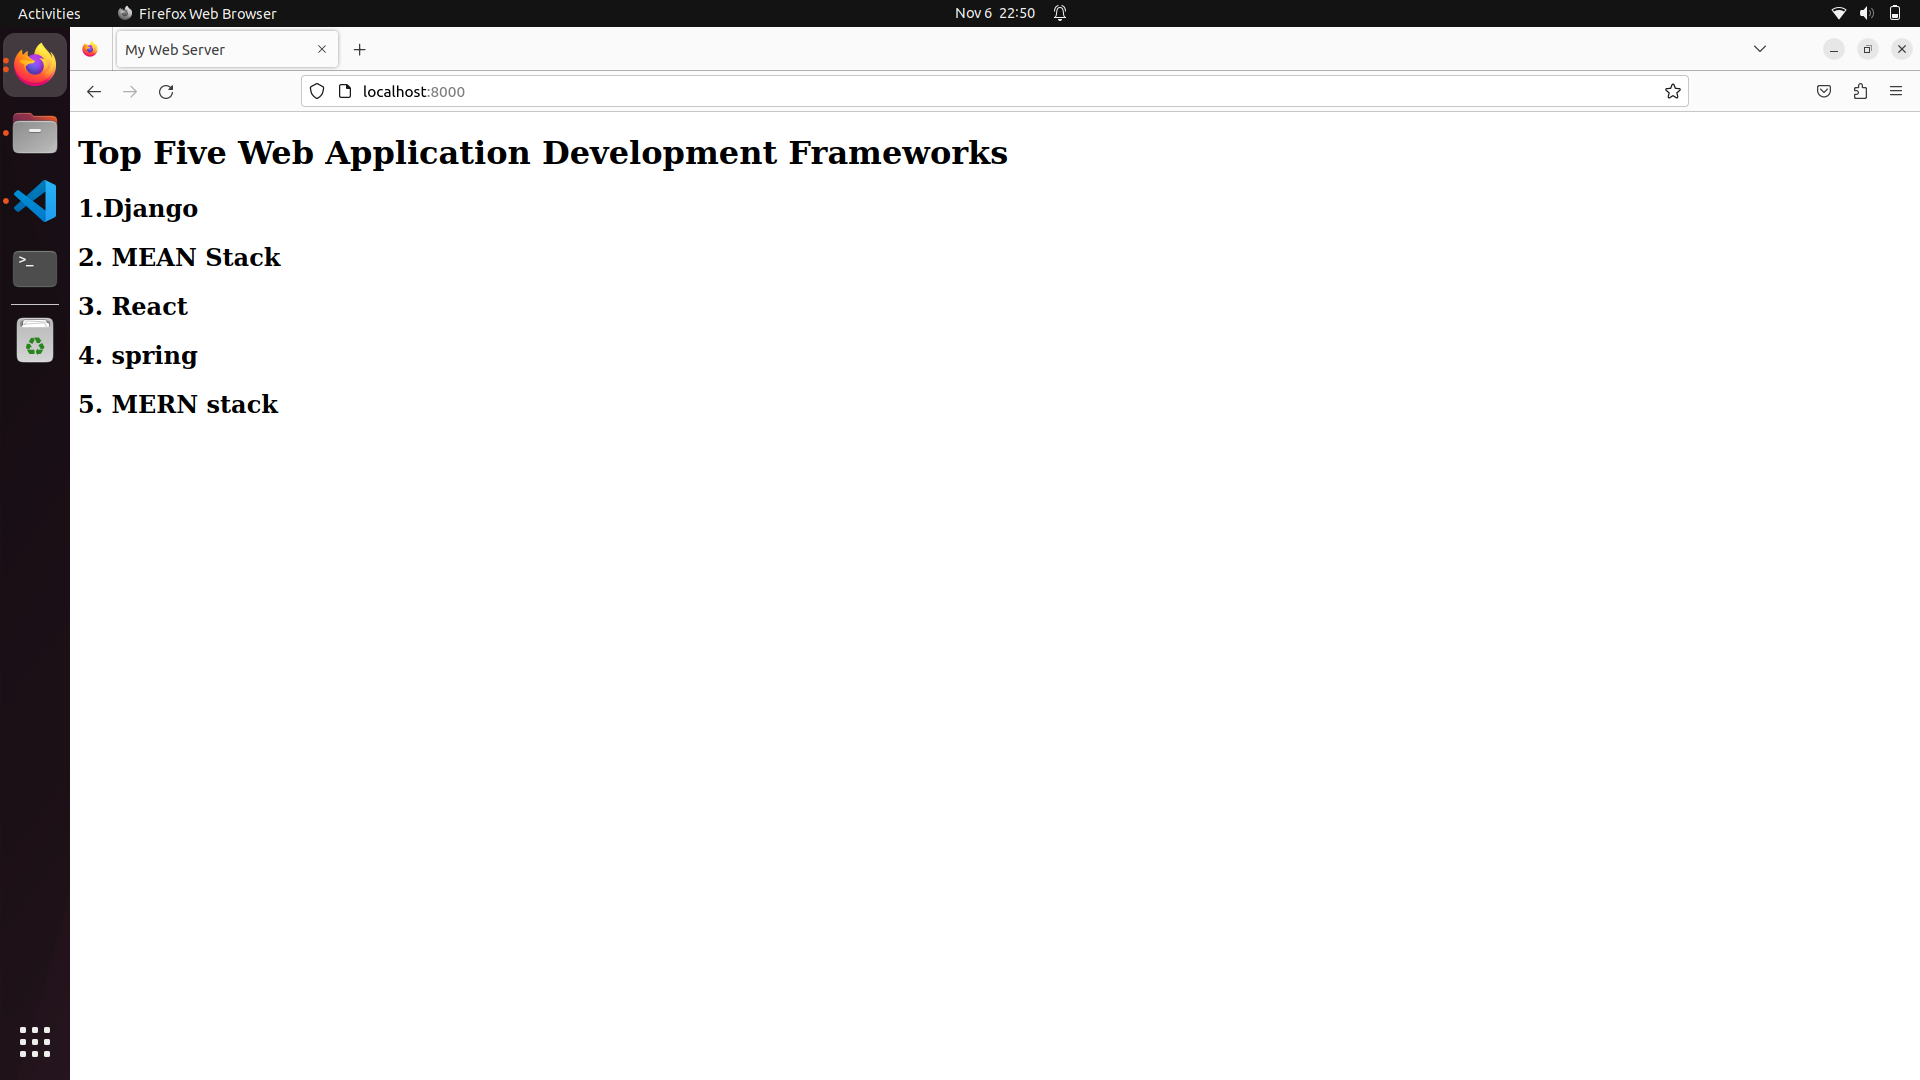 Activities Firefox Web Browser Nov 6 22:50
My Web Server
localhost:8000
Top Five Web Application Development Frameworks
1.Django
2. MEAN Stack
3. React
4. spring
5. MERN stack